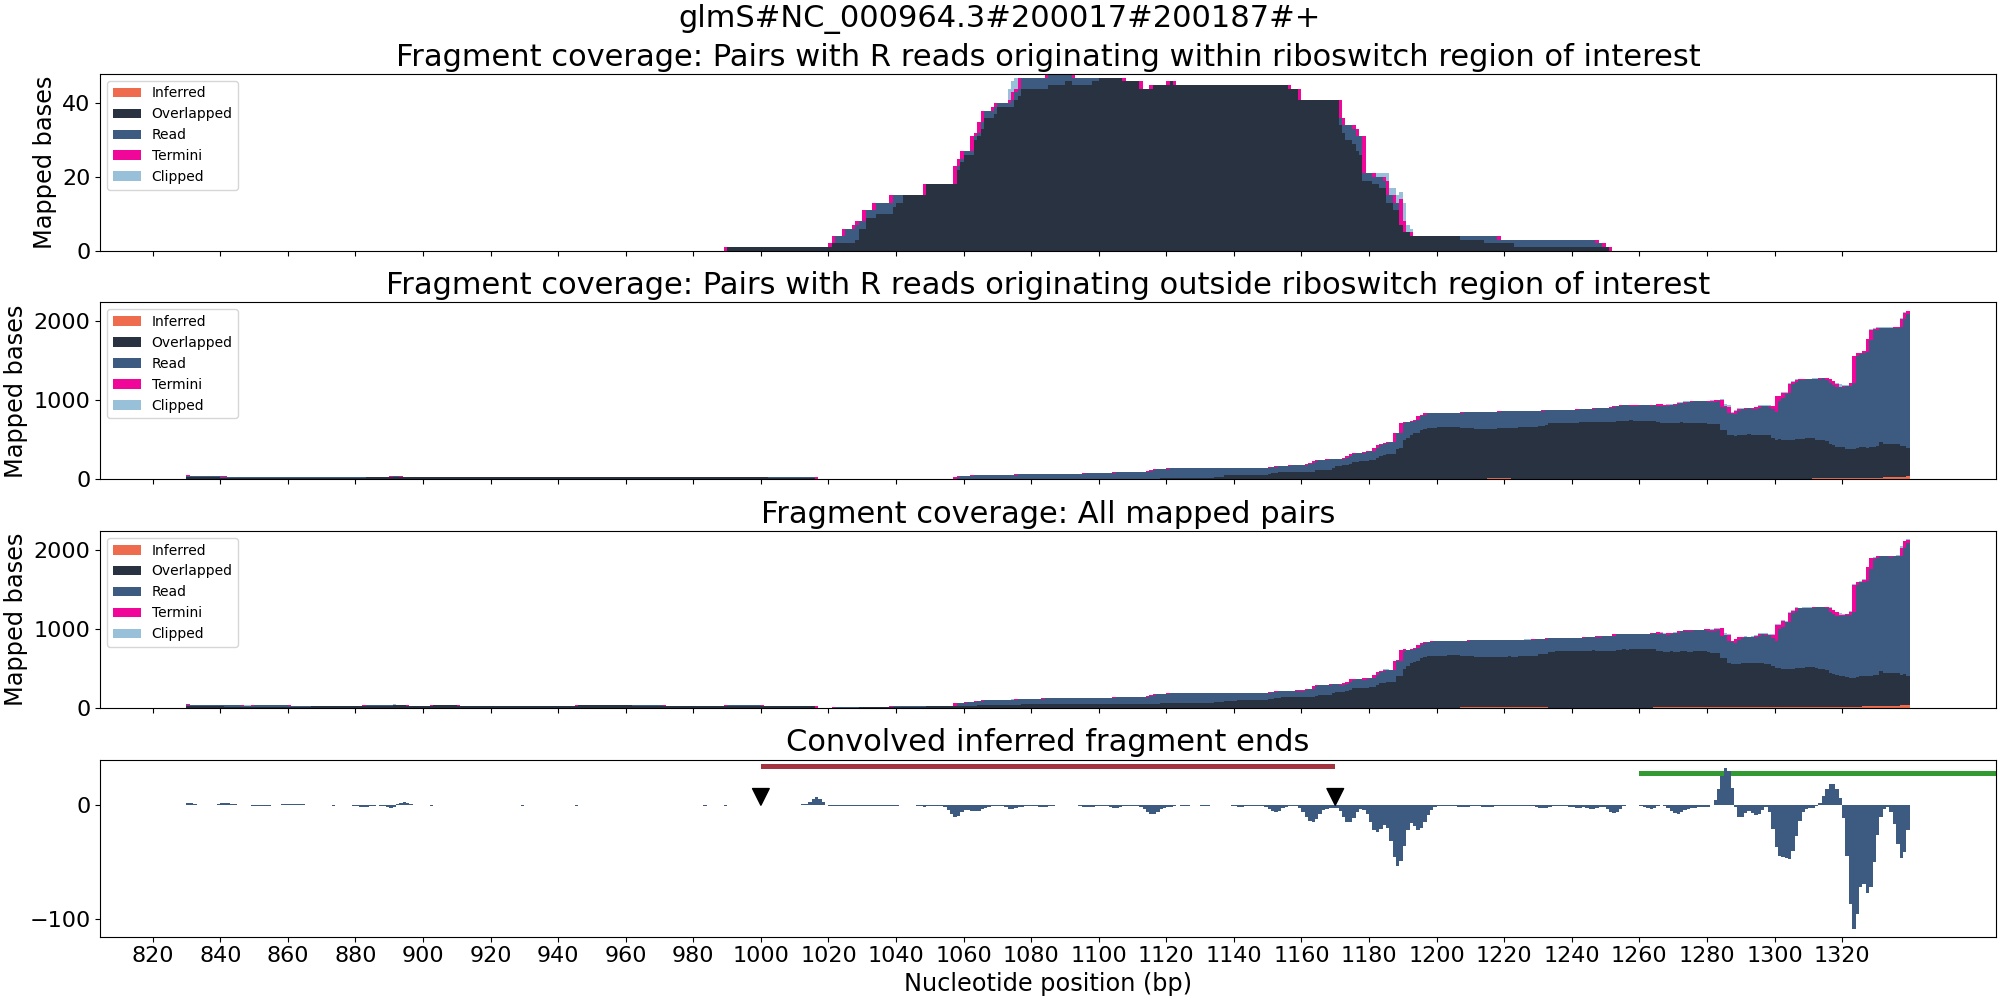 glmS#NC_000964.3#200017#200187#+
Fragment coverage: Pairs with R reads originating within riboswitch region of interest
Mapped bases
40
20
0
Inferred
Overlapped
Read
Termini
Clipped
Fragment coverage: Pairs with R reads originating outside riboswitch region of interest
Mapped bases
2000
1000
0
Inferred
Overlapped
Read
Termini
Clipped
Fragment coverage: All mapped pairs
Mapped bases
2000
1000
0
Inferred
Overlapped
Read
Termini
Clipped
Convolved inferred fragment ends
0
−100
820 840 860 880 900 920 940 960 980 1000 1020 1040 1060 1080 1100 1120 1140 1160 1180 1200 1220 1240 1260 1280 1300 1320
Nucleotide position (bp)